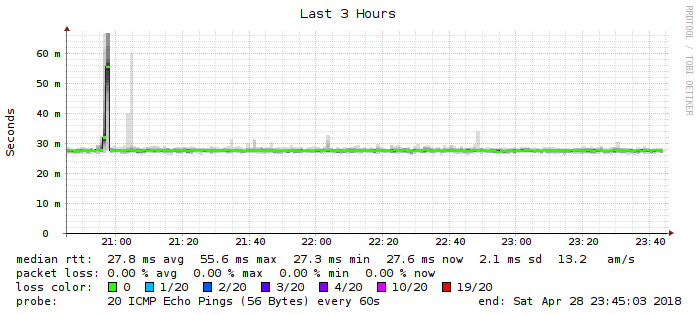 Last 3 Hours
RRDTOOL / TOBI OETIKER
Seconds
60 m
50 m
40 m
30 m
20 m
10 m
0
21:00 21:20 21:40 22:00 22:20 22:40 23:00 23:20 23:40
median rtt: 27.8 ms avg 55.6 ms max 27.3 ms min 27.6 ms now 2.1 ms sd 13.2 am/s
packet loss: 0.00 % avg 0.00 % max 0.00 % min 0.00 % now
loss color: 0 1/20 2/20 3/20 4/20 10/20 19/20
probe: 20 ICMP Echo Pings (56 Bytes) every 60s end: Sat Apr 28 23:45:03 2018